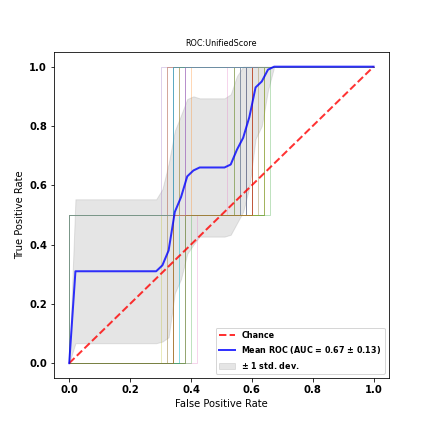 ROC:UnifiedScore
True Positive Rate
1.0
0.8
0.6
0.4
0.2
0.0
Chance
Mean ROC (AUC = 0.67 ± 0.13)
± 1 std. dev.
0.0 0.2 0.4 0.6 0.8 1.0
False Positive Rate